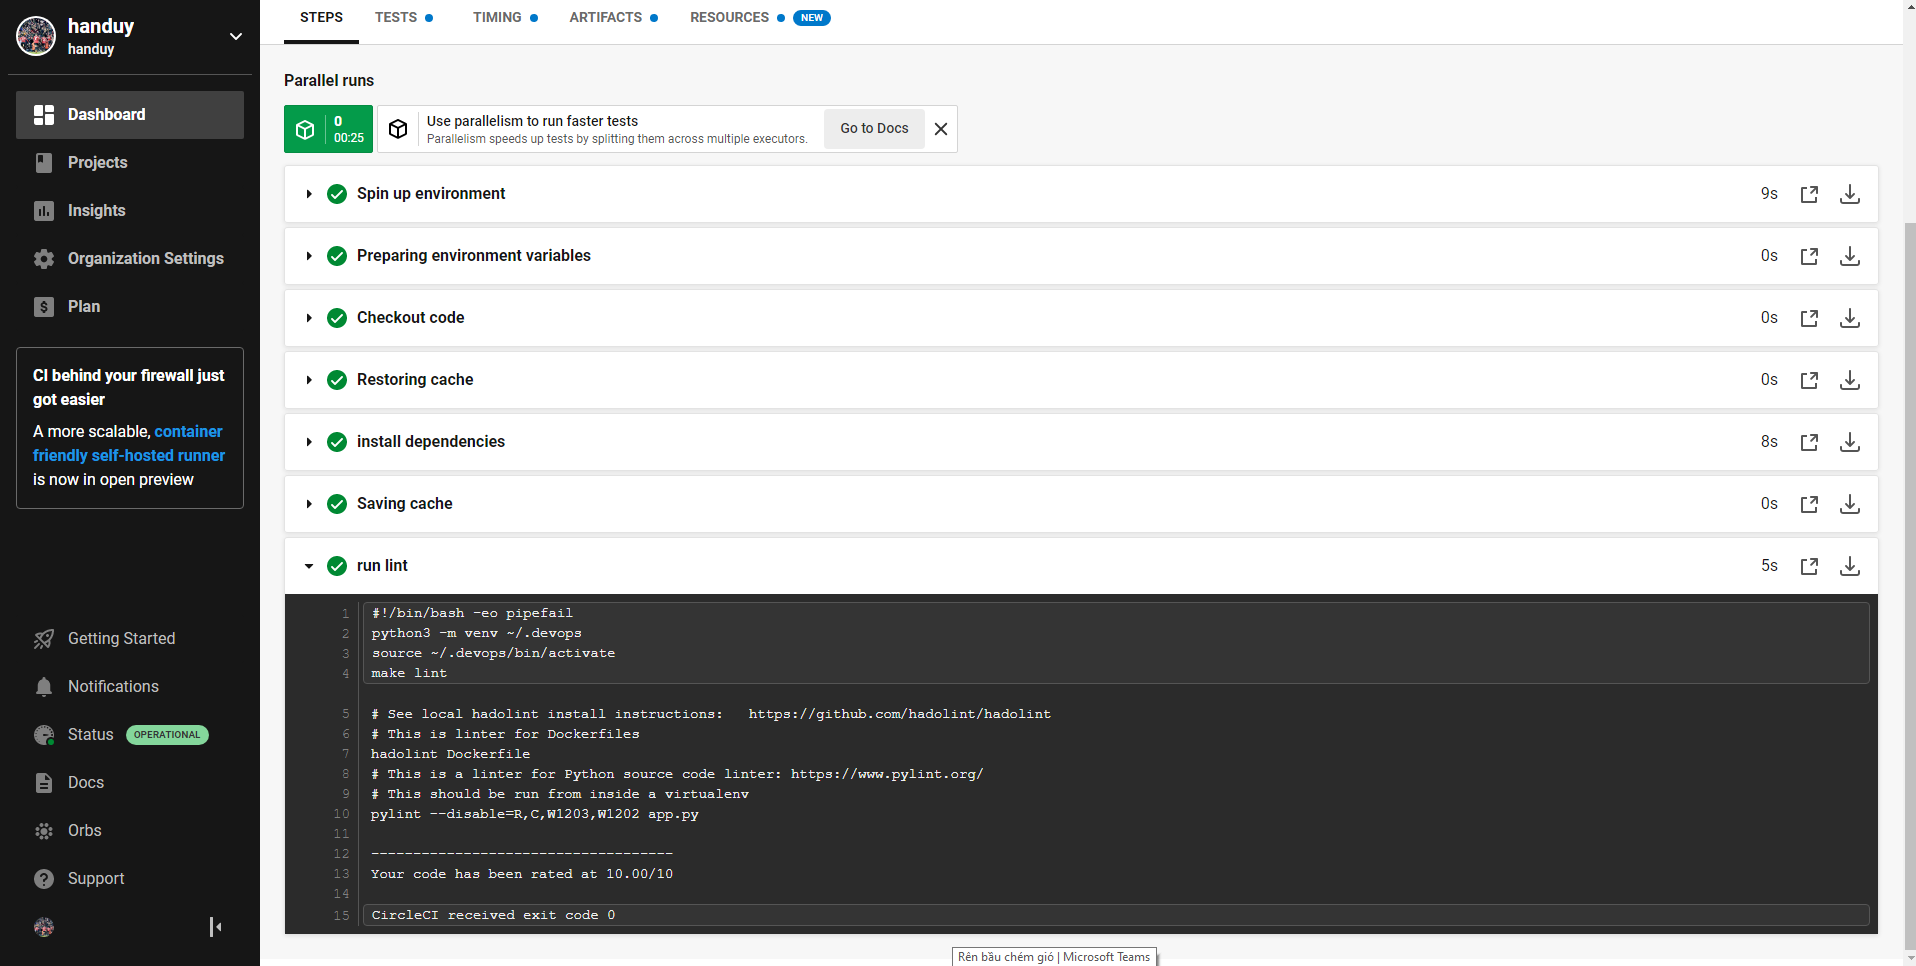 handuy
handuy
Dashboard
Projects
Insights
Organization Settings
Plan
CI behind your firewall just
got easier
A more scalable, container
friendly self-hosted runner
is now in open preview
Getting Started
Notifications
Status OPERATIONAL
Docs
Orbs
Support
STEPS TESTS TIMING ARTIFACTS RESOURCES NEW
Parallel runs
0
00:25
Use parallelism to run faster tests
Parallelism speeds up tests by splitting them across multiple executors.
Go to Docs
Spin up environment 9s
Preparing environment variables 0s
Checkout code 0s
Restoring cache 0s
install dependencies 8s
Saving cache 0s
run lint 5s
1 #!/bin/bash -eo pipefail
2 python3 -m venv ~/.devops
3 source ~/.devops/bin/activate
4 make lint
5 # See local hadolint install instructions:   https://github.com/hadolint/hadolint
6 # This is linter for Dockerfiles
7 hadolint Dockerfile
8 # This is a linter for Python source code linter: https://www.pylint.org/
9 # This should be run from inside a virtualenv
10 pylint --disable=R,C,W1203,W1202 app.py
11
12 ------------------------------------
13 Your code has been rated at 10.00/10
14
15 CircleCI received exit code 0
Rên bầu chém gió | Microsoft Teams